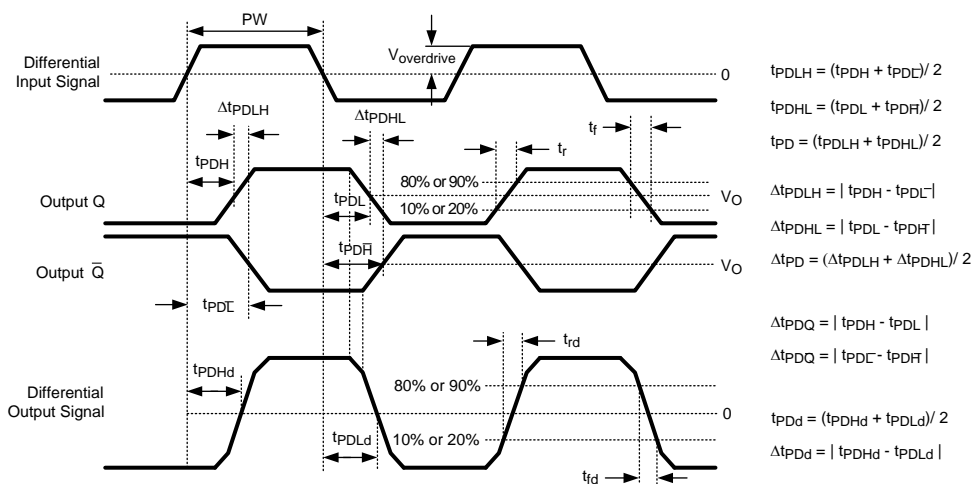 PW
Differential
Input Signal
Voverdrive
0
ΔtPDLH
ΔtPDHL
tPDH
tr
tf
Output Q
80% or 90%
tPDL
10% or 20%
VO
Output Q̅
tPDH̅
VO
tPDL̅
tPDHd
trd
80% or 90%
Differential
Output Signal
0
tPDLd
10% or 20%
tfd
tPDLH = (tPDH + tPDL̅)/ 2
tPDHL = (tPDL + tPDH̅)/ 2
tPD = (tPDLH + tPDHL)/ 2
ΔtPDLH = | tPDH - tPDL̅ |
ΔtPDHL = | tPDL - tPDH̅ |
ΔtPD = (ΔtPDLH + ΔtPDHL)/ 2
ΔtPDQ = | tPDH - tPDL |
ΔtPDQ = | tPDL̅ - tPDH̅ |
tPDd = (tPDHd + tPDLd)/ 2
ΔtPDd = | tPDHd - tPDLd |